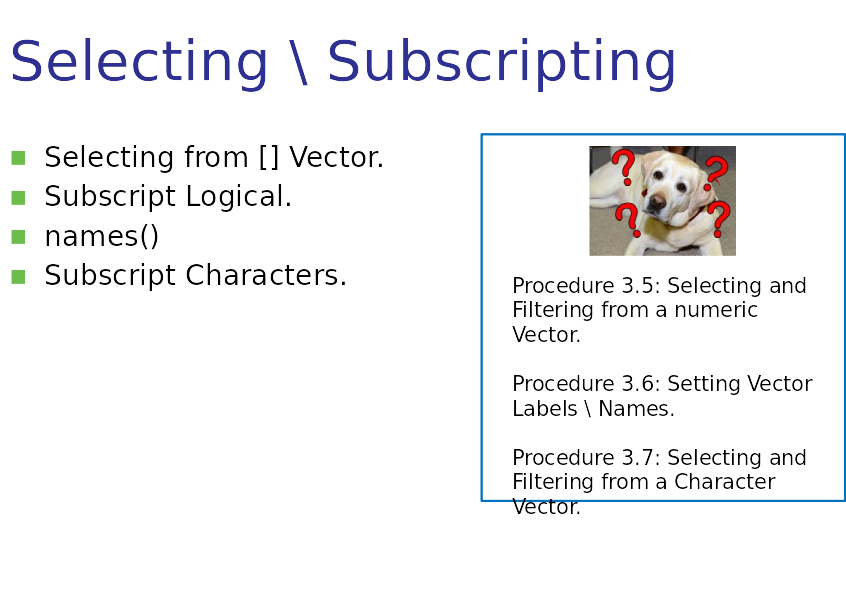 Selecting \ Subscripting
Selecting from [] Vector.
Subscript Logical.
names()
Subscript Characters.
? ?
? ?
Procedure 3.5: Selecting and
Filtering from a numeric
Vector.
Procedure 3.6: Setting Vector
Labels \ Names.
Procedure 3.7: Selecting and
Filtering from a Character
Vector.